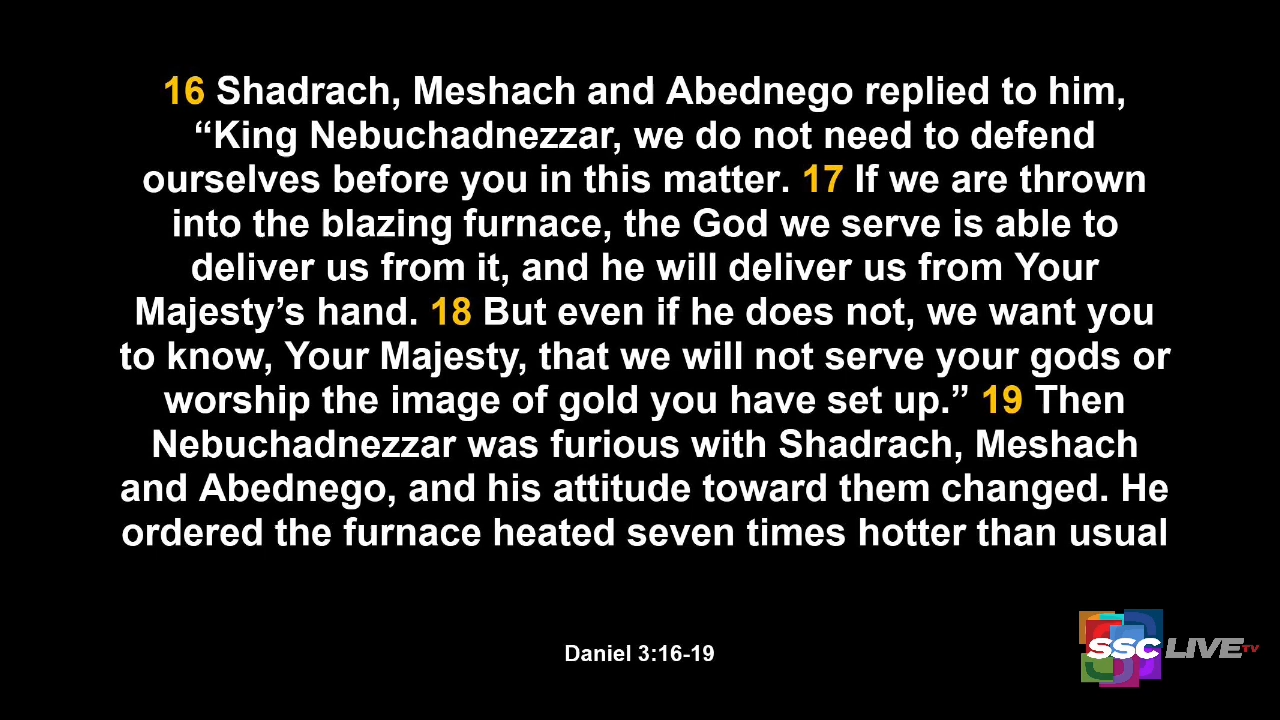 16 Shadrach, Meshach and Abednego replied to him,
“King Nebuchadnezzar, we do not need to defend
ourselves before you in this matter. 17 If we are thrown
into the blazing furnace, the God we serve is able to
deliver us from it, and he will deliver us from Your
Majesty’s hand. 18 But even if he does not, we want you
to know, Your Majesty, that we will not serve your gods or
worship the image of gold you have set up.” 19 Then
Nebuchadnezzar was furious with Shadrach, Meshach
and Abednego, and his attitude toward them changed. He
ordered the furnace heated seven times hotter than usual
Daniel 3:16-19
SSC LIVE TV